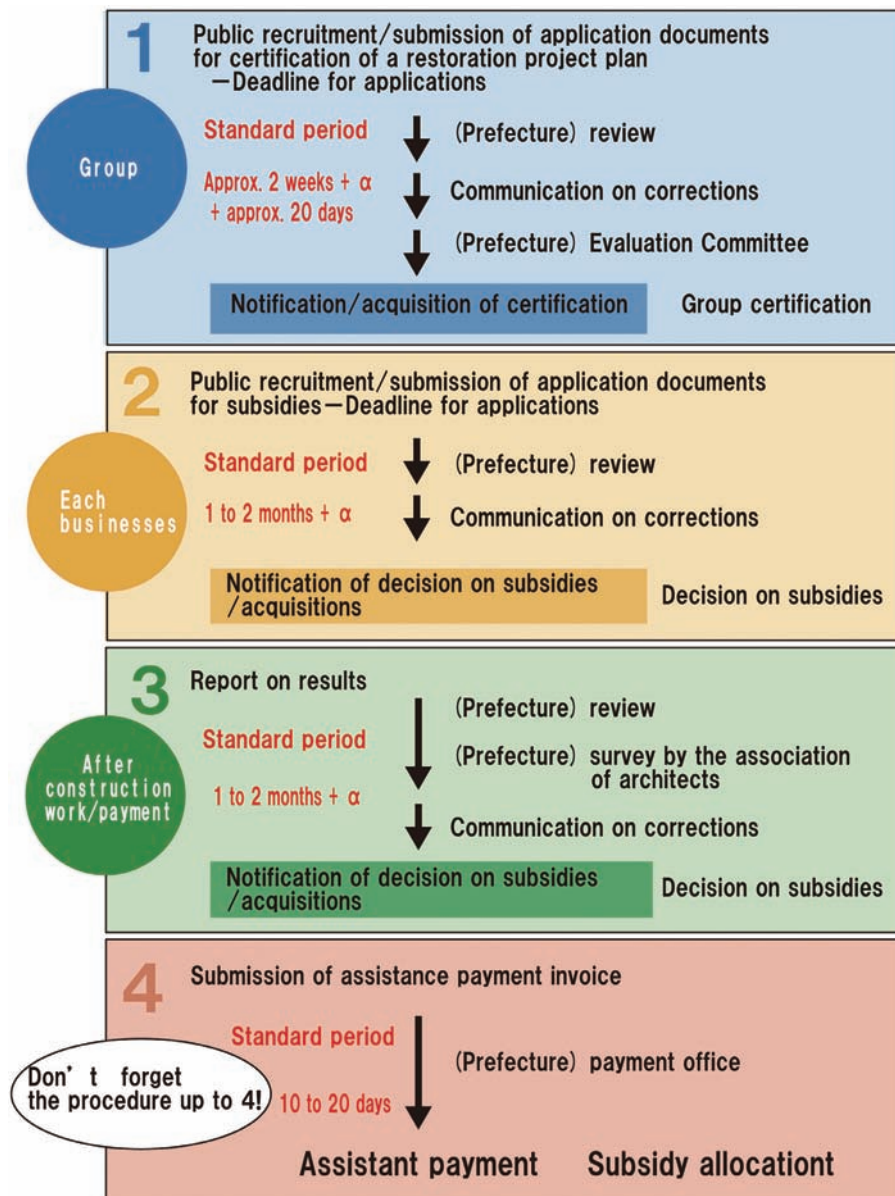 1
Public recruitment/submission of application documents
for certification of a restoration project plan
—Deadline for applications
Group
Standard period
(Prefecture) review
Approx. 2 weeks + α
+ approx. 20 days
Communication on corrections
(Prefecture) Evaluation Committee
Notification/acquisition of certification
Group certification
2
Public recruitment/submission of application documents
for subsidies—Deadline for applications
Each
businesses
Standard period
(Prefecture) review
1 to 2 months + α
Communication on corrections
Notification of decision on subsidies
/acquisitions
Decision on subsidies
3
Report on results
After
construction
work/payment
Standard period
(Prefecture) review
(Prefecture) survey by the association
of architects
1 to 2 months + α
Communication on corrections
Notification of decision on subsidies
/acquisitions
Decision on subsidies
4
Submission of assistance payment invoice
Standard period
(Prefecture) payment office
Don't forget
the procedure up to 4!
10 to 20 days
Assistant payment
Subsidy allocationt